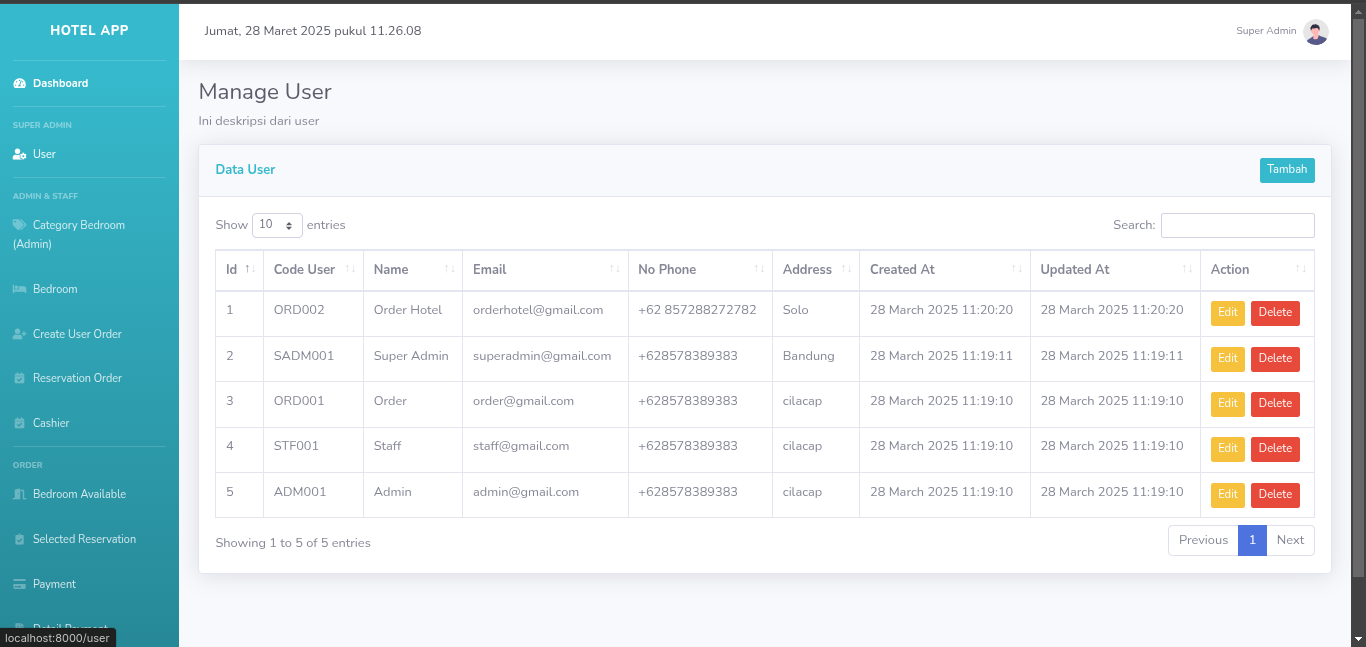 HOTEL APP
Dashboard
SUPER ADMIN
User
ADMIN & STAFF
Category Bedroom
(Admin)
Bedroom
Create User Order
Reservation Order
Cashier
ORDER
Bedroom Available
Selected Reservation
Payment
Detail Payment
localhost:8000/user
Jumat, 28 Maret 2025 pukul 11.26.08
Super Admin
Manage User
Ini deskripsi dari user
Data User
Tambah
Show 10 entries
Search:
Id Code User Name Email No Phone Address Created At Updated At Action
1 ORD002 Order Hotel orderhotel@gmail.com +62 857288272782 Solo 28 March 2025 11:20:20 28 March 2025 11:20:20 Edit Delete
2 SADM001 Super Admin superadmin@gmail.com +628578389383 Bandung 28 March 2025 11:19:11 28 March 2025 11:19:11 Edit Delete
3 ORD001 Order order@gmail.com +628578389383 cilacap 28 March 2025 11:19:10 28 March 2025 11:19:10 Edit Delete
4 STF001 Staff staff@gmail.com +628578389383 cilacap 28 March 2025 11:19:10 28 March 2025 11:19:10 Edit Delete
5 ADM001 Admin admin@gmail.com +628578389383 cilacap 28 March 2025 11:19:10 28 March 2025 11:19:10 Edit Delete
Showing 1 to 5 of 5 entries
Previous 1 Next